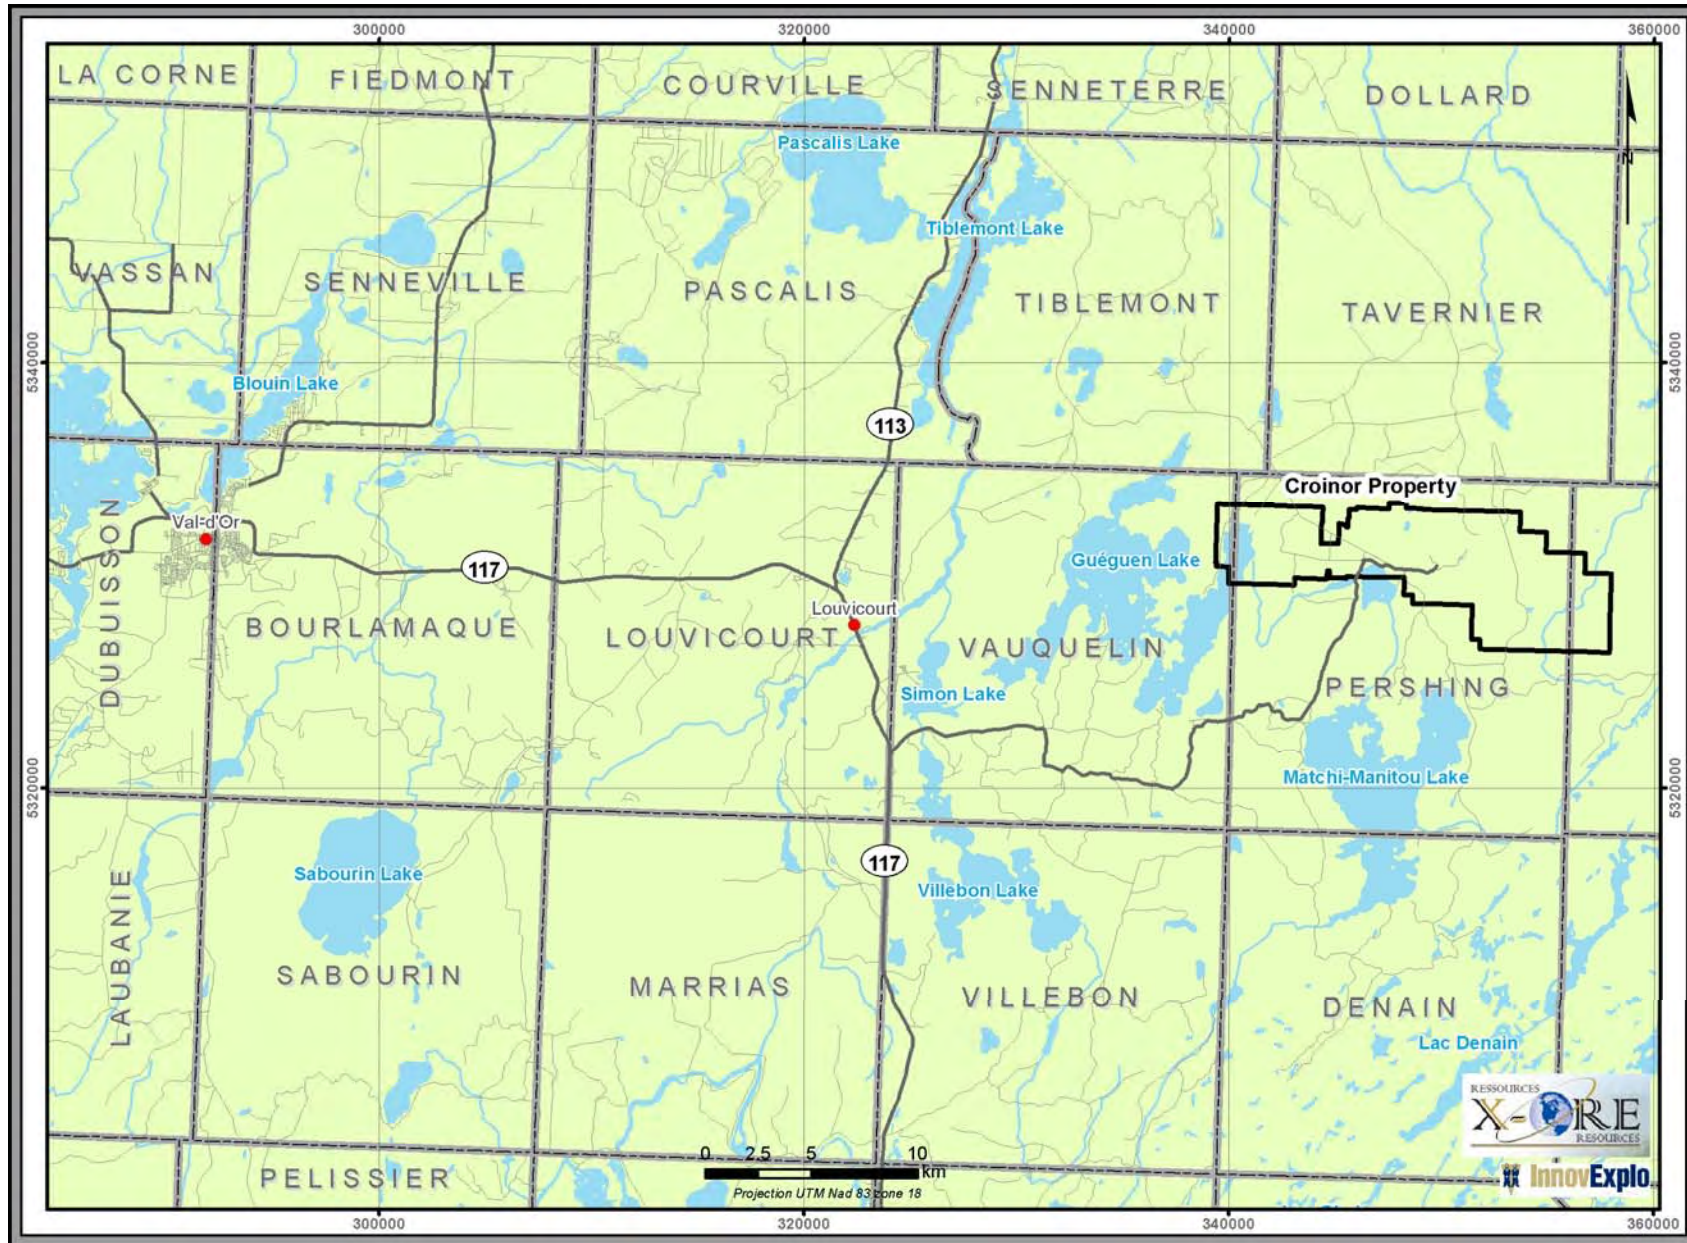 300000
320000
340000
360000
LA CORNE
FIEDMONT
COURVILLE
SENNETERRE
DOLLARD
Pascalis Lake
N
Tiblemont Lake
VASSAN
SENNEVILLE
PASCALIS
TIBLEMONT
TAVERNIER
5340000
5340000
Blouin Lake
113
Croinor Property
DUBUISSON
Val-d'Or
117
Guéguen Lake
Louvicourt
BOURLAMAQUE
LOUVICOURT
VAUQUELIN
Simon Lake
PERSHING
Matchi-Manitou Lake
5320000
5320000
117
Sabourin Lake
Villebon Lake
LAUBANIE
SABOURIN
MARRIAS
VILLEBON
DENAIN
Lac Denain
RESSOURCES
X-ORE
RESOURCES
0 2.5 5 10
km
PELISSIER
InnovExplo
Projection UTM Nad 83 zone 18
300000
320000
340000
360000